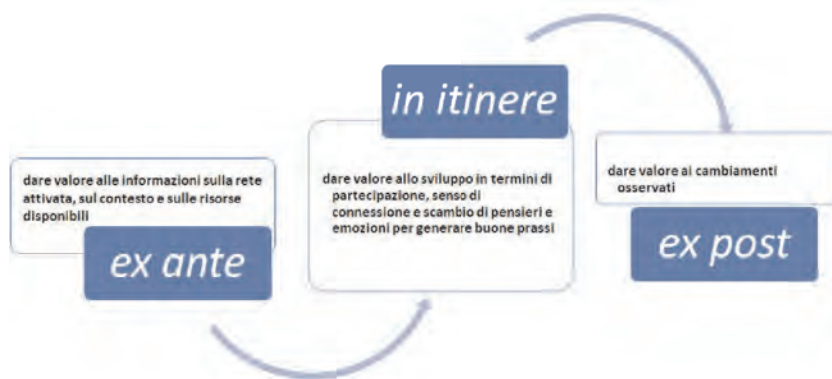 dare valore alle informazioni sulla rete
attivata, sul contesto e sulle risorse
disponibili
ex ante
in itinere
dare valore allo sviluppo in termini di
partecipazione, senso di
connessione e scambio di pensieri e
emozioni per generare buone prassi
dare valore ai cambiamenti
osservati
ex post